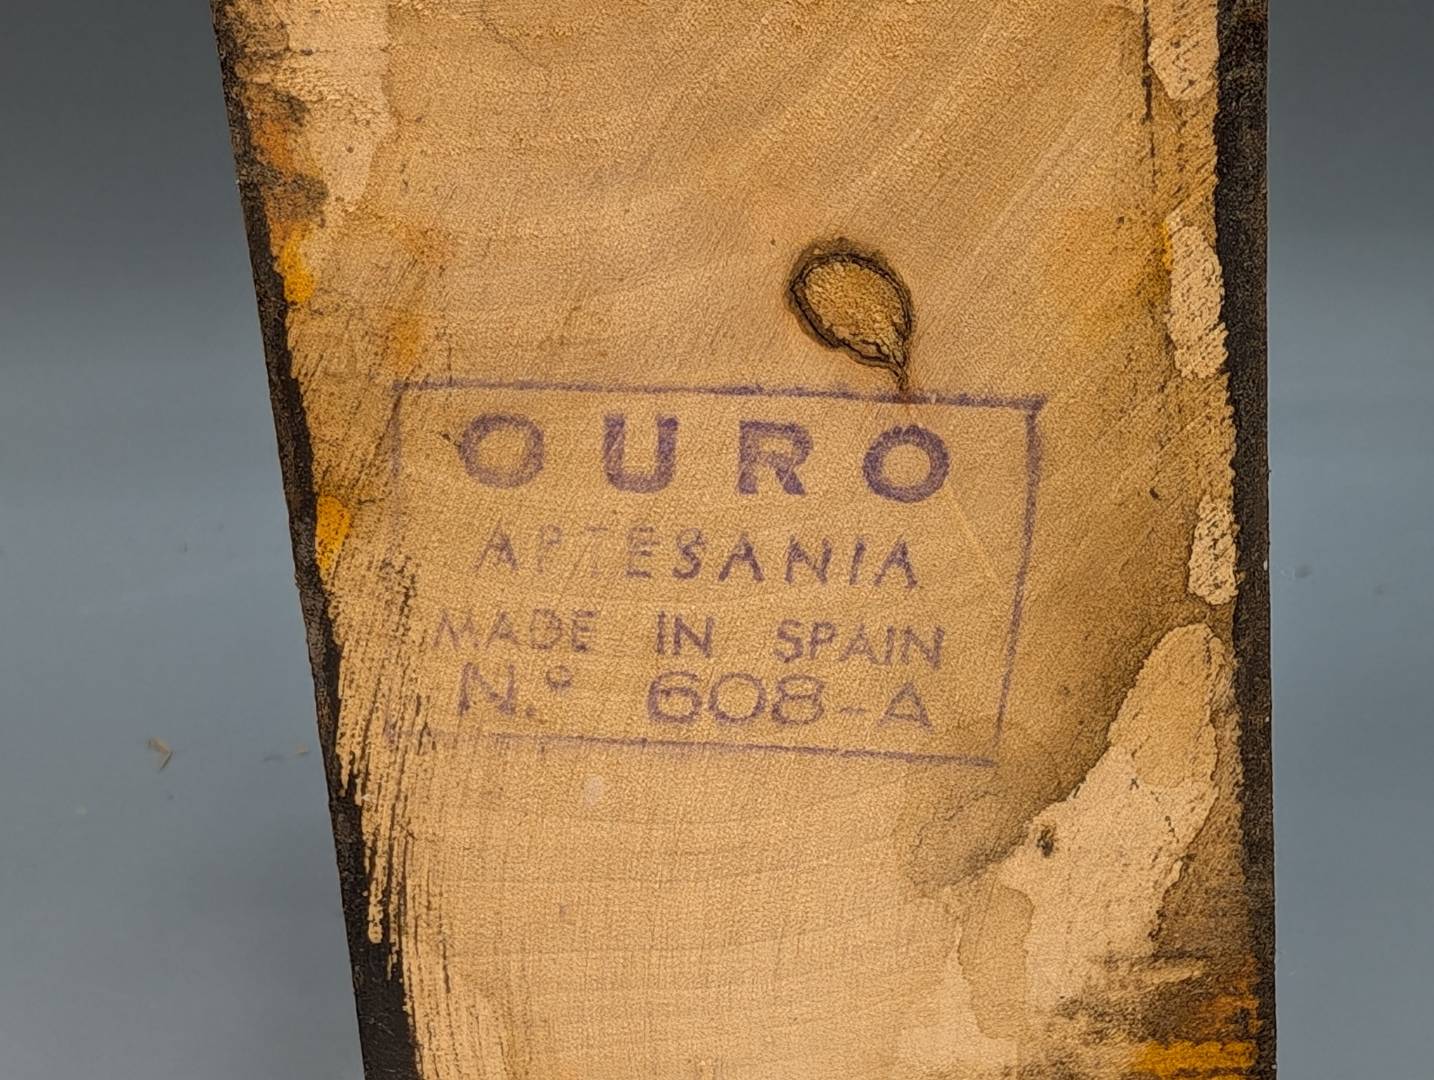 OURO
ARTESANIA
MADE IN SPAIN
N.º 608-A